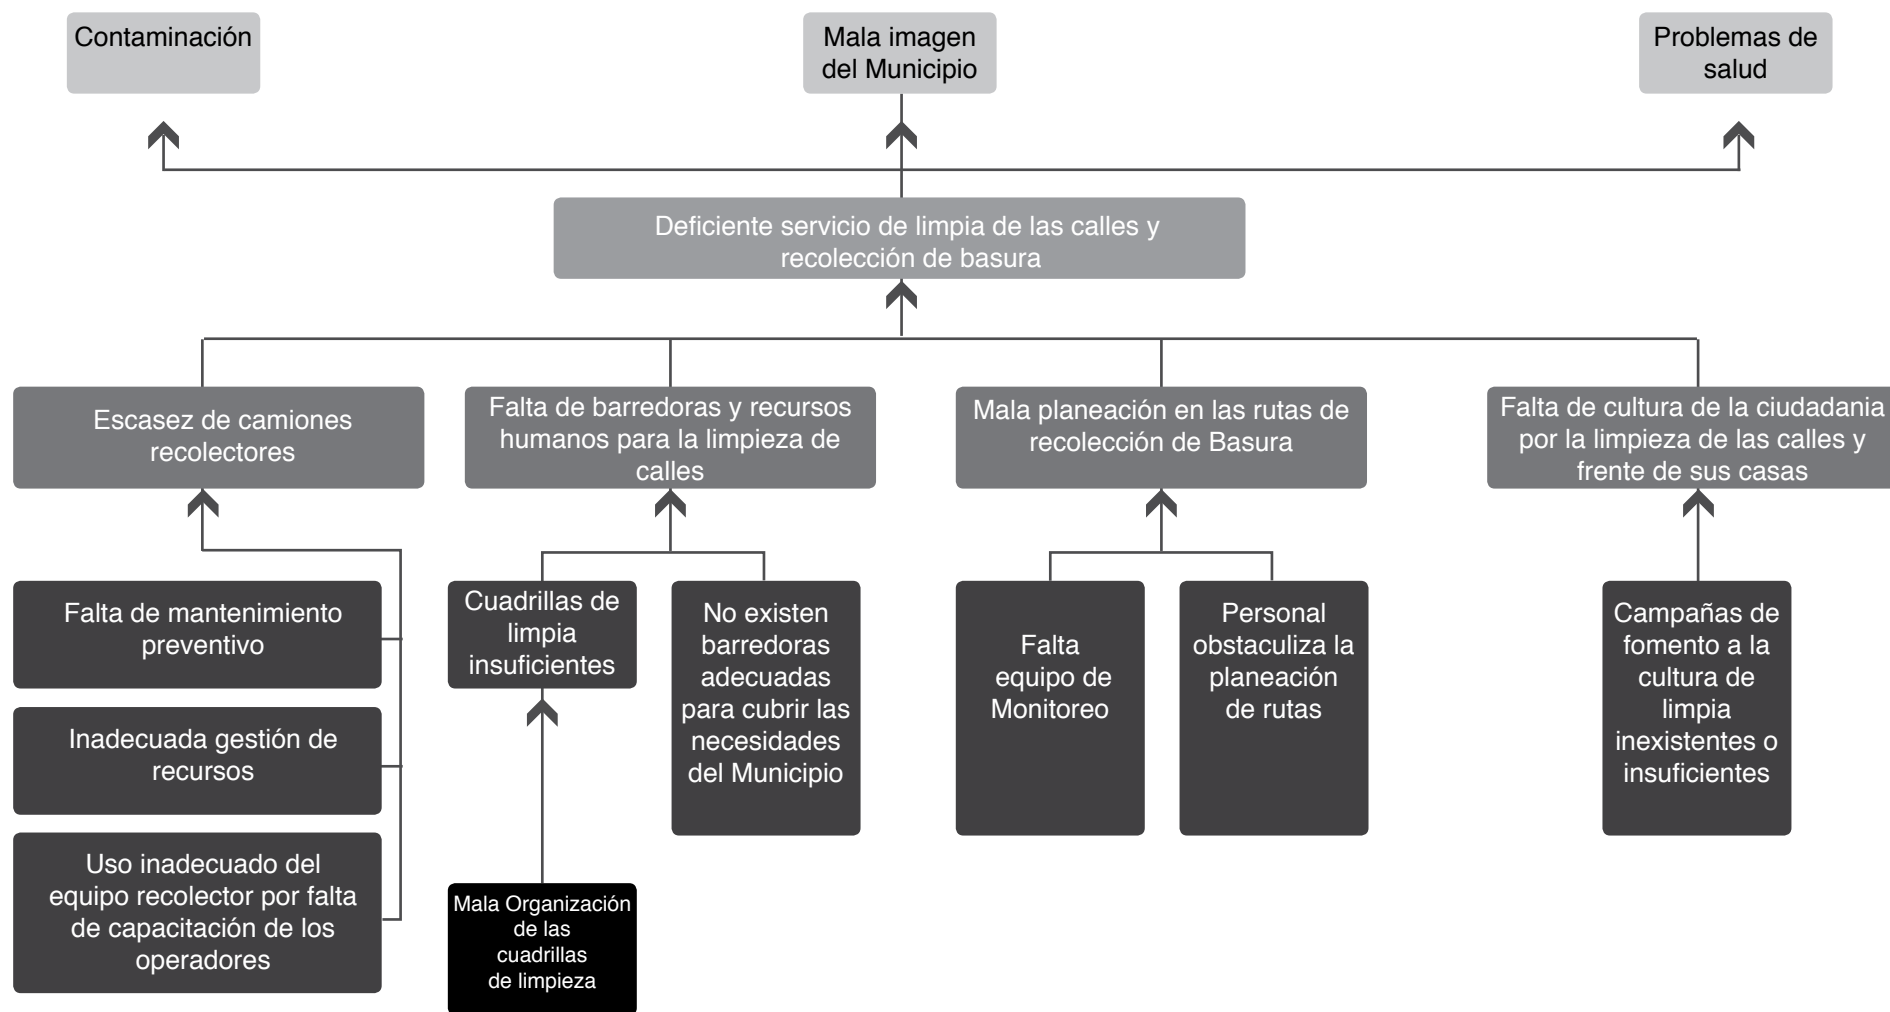 Contaminación
Mala imagen
del Municipio
Problemas de
salud
Deficiente servicio de limpia de las calles y
recolección de basura
Escasez de camiones
recolectores
Falta de barredoras y recursos
humanos para la limpieza de
calles
Mala planeación en las rutas de
recolección de Basura
Falta de cultura de la ciudadania
por la limpieza de las calles y
frente de sus casas
Falta de mantenimiento
preventivo
Inadecuada gestión de
recursos
Uso inadecuado del
equipo recolector por falta
de capacitación de los
operadores
Cuadrillas de
limpia
insuficientes
Mala Organización
de las
cuadrillas
de limpieza
No existen
barredoras
adecuadas
para cubrir las
necesidades
del Municipio
Falta
equipo de
Monitoreo
Personal
obstaculiza la
planeación
de rutas
Campañas de
fomento a la
cultura de
limpia
inexistentes o
insuficientes